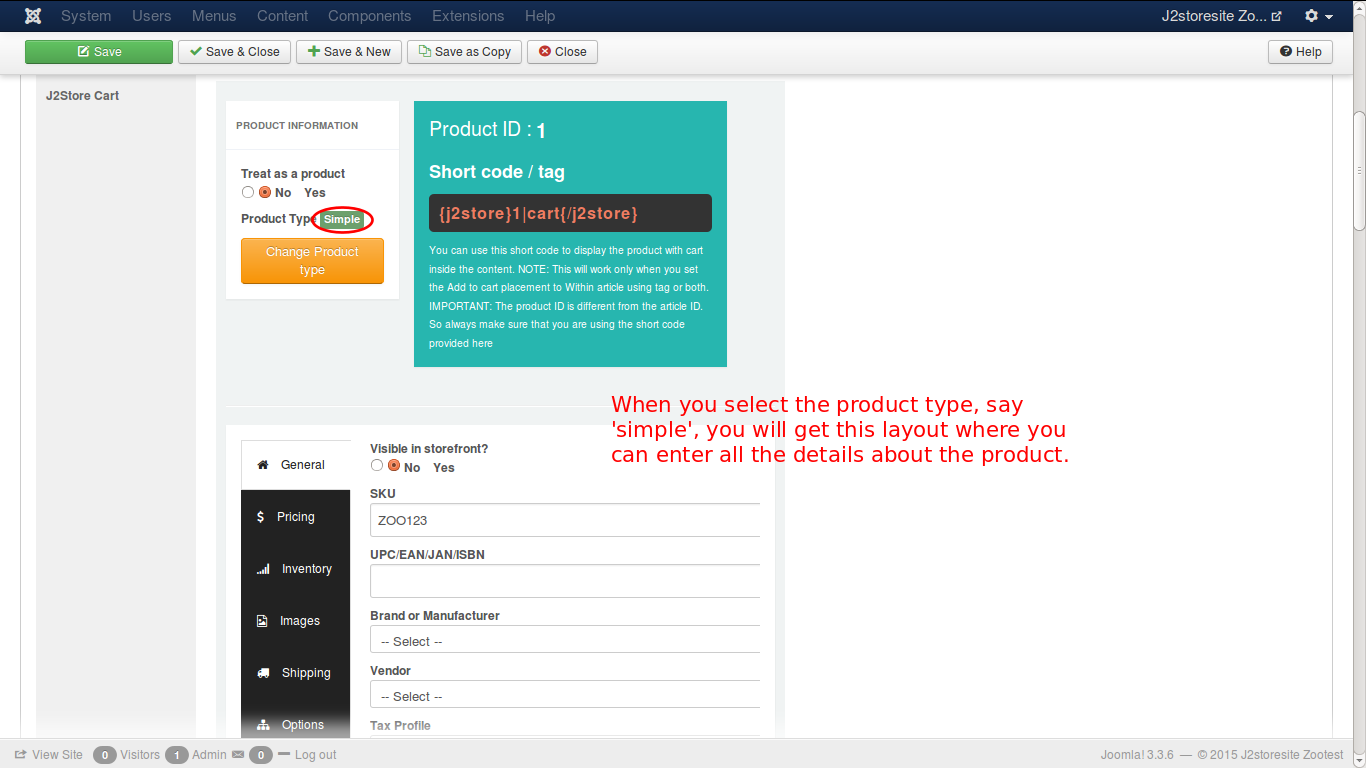 System Users Menus Content Components Extensions Help J2storesite Zo...
Save Save & Close Save & New Save as Copy Close Help
J2Store Cart
PRODUCT INFORMATION
Treat as a product
No Yes
Product Type Simple
Change Product
type
Product ID : 1
Short code / tag
{j2store}1|cart{/j2store}
You can use this short code to display the product with cart
inside the content. NOTE: This will work only when you set
the Add to cart placement to Within article using tag or both.
IMPORTANT: The product ID is different from the article ID.
So always make sure that you are using the short code
provided here
When you select the product type, say
'simple', you will get this layout where you
can enter all the details about the product.
General
Pricing
Inventory
Images
Shipping
Options
Visible in storefront?
No Yes
SKU
ZOO123
UPC/EAN/JAN/ISBN
Brand or Manufacturer
-- Select --
Vendor
-- Select --
Tax Profile
View Site 0 Visitors 1 Admin 0 Log out Joomla! 3.3.6 — © 2015 J2storesite Zootest